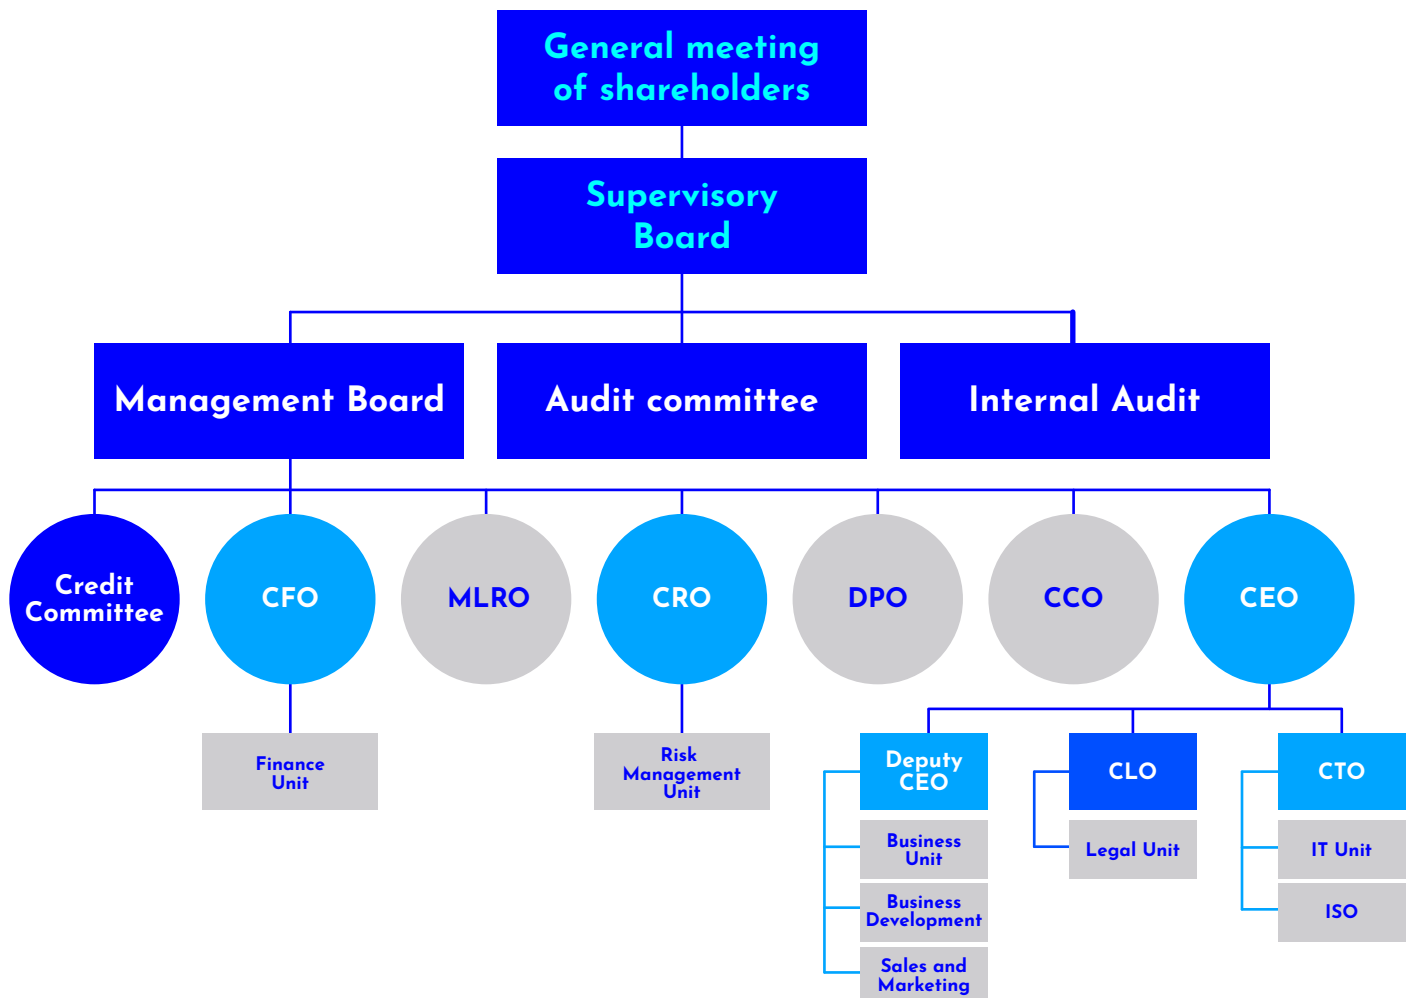 General meeting
of shareholders
Supervisory
Board
Management Board
Audit committee
Internal Audit
Credit
Committee
CFO
MLRO
CRO
DPO
CCO
CEO
Finance
Unit
Risk
Management
Unit
Deputy
CEO
CLO
CTO
Business
Unit
Legal Unit
IT Unit
Business
Development
ISO
Sales and
Marketing